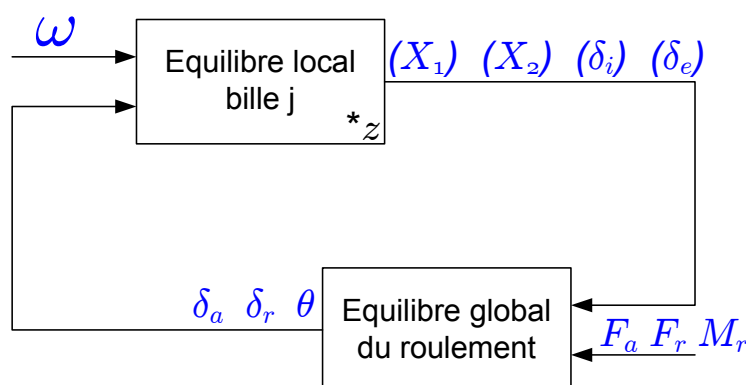 ω
Equilibre local
bille j
*z
(X₁) (X₂) (δᵢ) (δₑ)
δₐ δᵣ θ
Equilibre global
du roulement
Fₐ Fᵣ Mᵣ